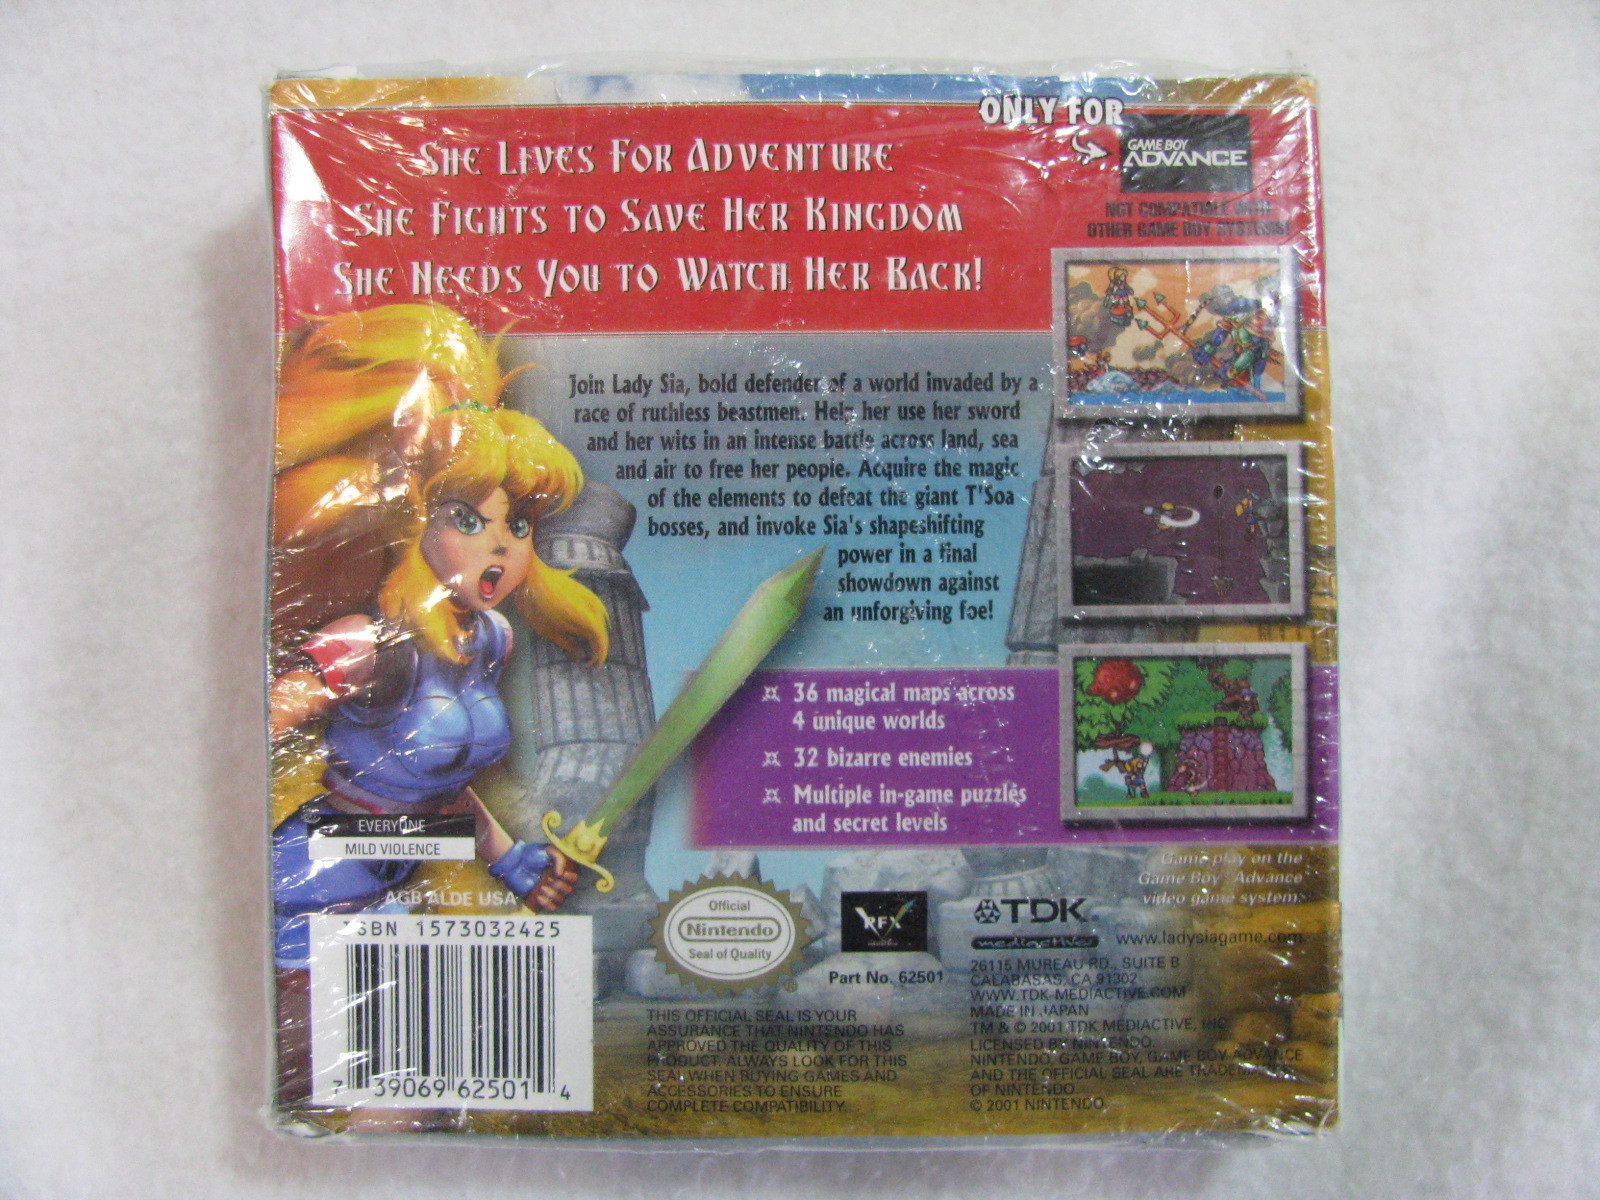 ONLY FOR
GAME BOY
ADVANCE
NOT COMPATIBLE WITH
OTHER GAME BOY SYSTEMS!
SHE LIVES FOR ADVENTURE
SHE FIGHTS TO SAVE HER KINGDOM
SHE NEEDS YOU TO WATCH HER BACK!
Join Lady Sia, bold defender of a world invaded by a
race of ruthless beastmen. Help her use her sword
and her wits in an intense battle across land, sea
and air to free her people. Acquire the magic
of the elements to defeat the giant T'Soa
bosses, and invoke Sia's shapeshifting
power in a final
showdown against
an unforgiving foe!
36 magical maps across
4 unique worlds
32 bizarre enemies
Multiple in-game puzzles
and secret levels
Game play on the
Game Boy Advance
video game system.
EVERYONE
MILD VIOLENCE
AGB ALDE USA
ISBN 1573032425
7 39069 62501 4
Official
Nintendo
Seal of Quality
®
THIS OFFICIAL SEAL IS YOUR
ASSURANCE THAT NINTENDO HAS
APPROVED THE QUALITY OF THIS
PRODUCT. ALWAYS LOOK FOR THIS
SEAL WHEN BUYING GAMES AND
ACCESSORIES TO ENSURE
COMPLETE COMPATIBILITY.
RFX
Part No. 62501
TDK
mediactive
www.ladysiagame.com
26115 MUREAU RD., SUITE B
CALABASAS, CA 91302
WWW.TDK-MEDIACTIVE.COM
MADE IN JAPAN
TM & © 2001 TDK MEDIACTIVE, INC.
LICENSED BY NINTENDO
NINTENDO, GAME BOY, GAME BOY ADVANCE
AND THE OFFICIAL SEAL ARE TRADEMARKS
OF NINTENDO.
© 2001 NINTENDO.